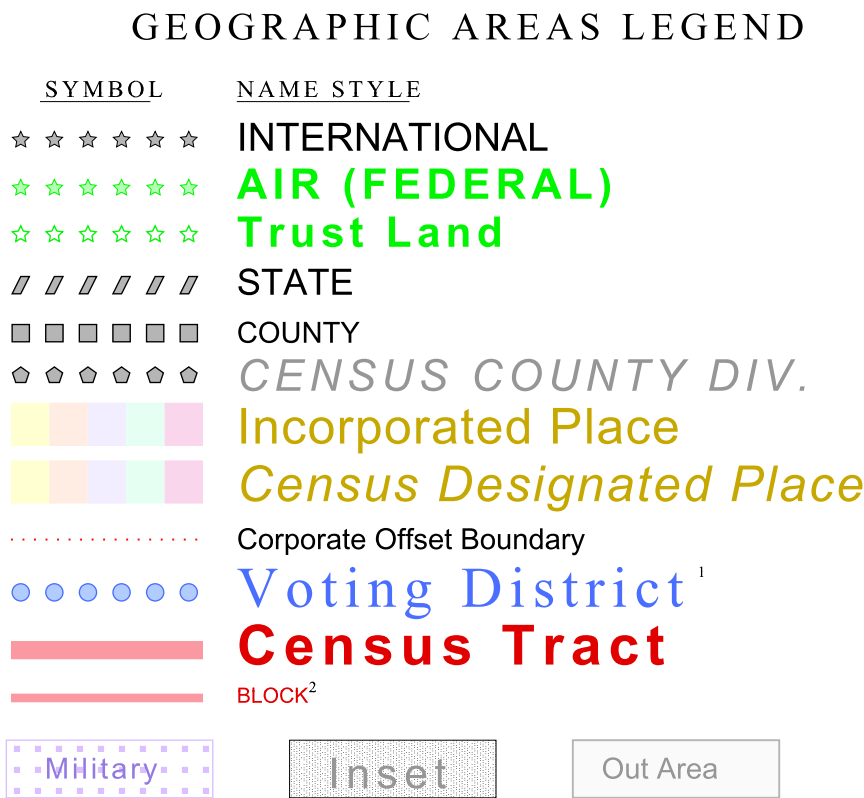 GEOGRAPHIC AREAS LEGEND
SYMBOL NAME STYLE
INTERNATIONAL
AIR (FEDERAL)
Trust Land
STATE
COUNTY
CENSUS COUNTY DIV.
Incorporated Place
Census Designated Place
Corporate Offset Boundary
Voting District 1
Census Tract
BLOCK2
Military Inset Out Area